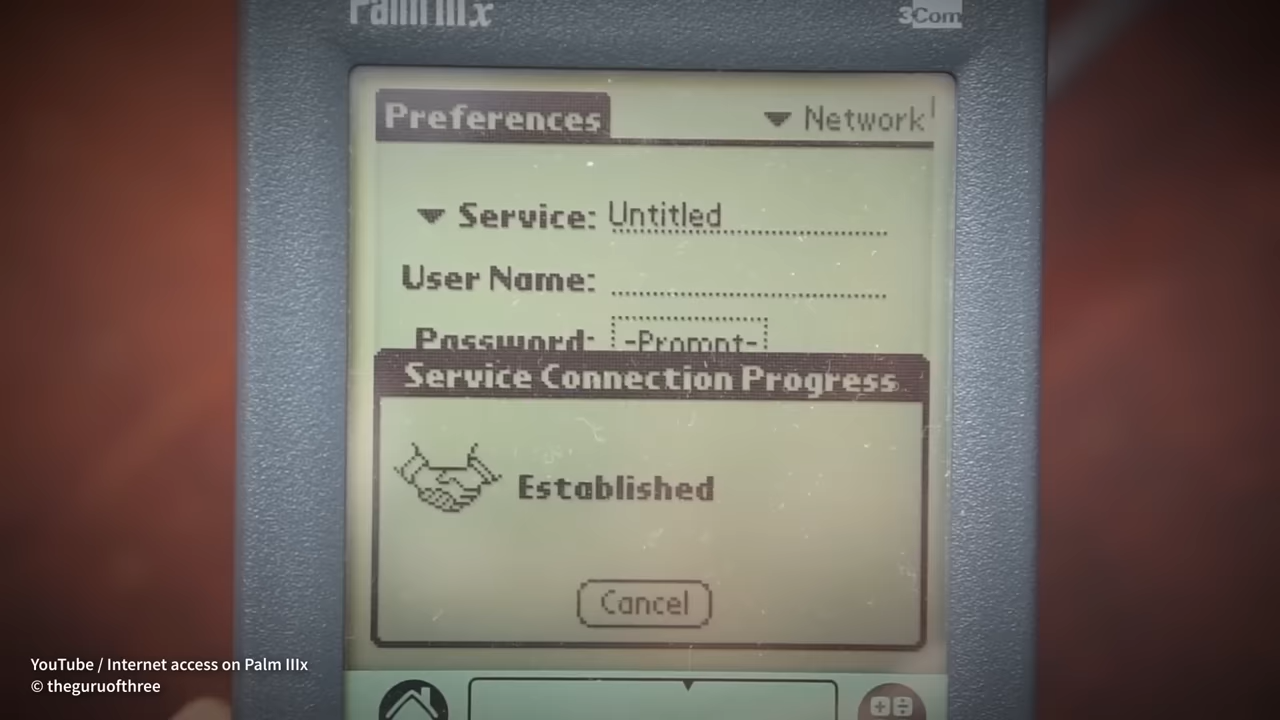 Palm IIIx
3Com
Preferences
Network
Service: Untitled
User Name:
Password: -Prompt-
Service Connection Progress
Established
Cancel
YouTube / Internet access on Palm IIIx
© theguruofthree